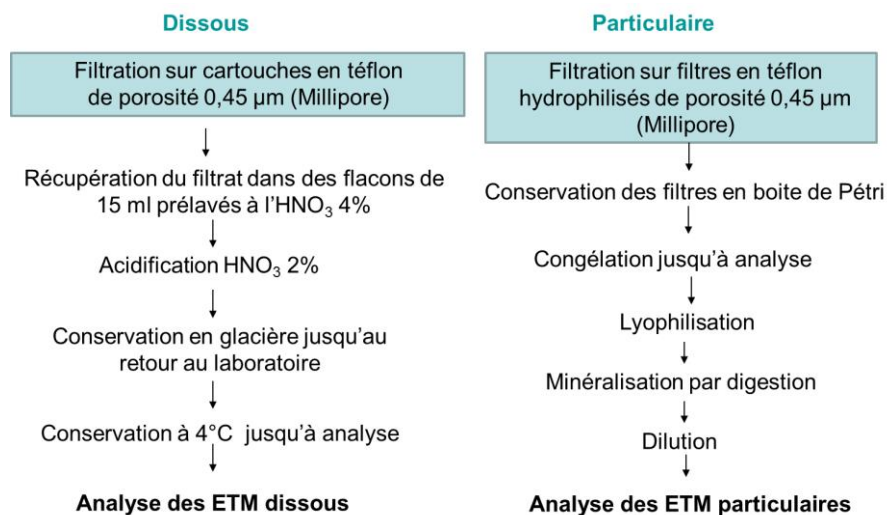 Dissous
Filtration sur cartouches en téflon
de porosité 0,45 µm (Millipore)
Récupération du filtrat dans des flacons de
15 ml prélavés à l'HNO₃ 4%
Acidification HNO₃ 2%
Conservation en glacière jusqu'au
retour au laboratoire
Conservation à 4°C jusqu'à analyse
Analyse des ETM dissous
Particulaire
Filtration sur filtres en téflon
hydrophilisés de porosité 0,45 µm
(Millipore)
Conservation des filtres en boite de Pétri
Congélation jusqu'à analyse
Lyophilisation
Minéralisation par digestion
Dilution
Analyse des ETM particulaires